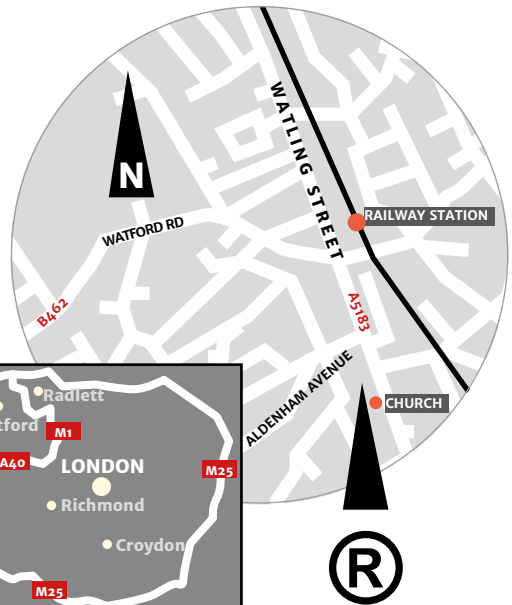 WATLING STREET
N
RAILWAY STATION
WATFORD RD
B462
A5183
ALDENHAM AVENUE
CHURCH
Radlett
tford
M1
A40
LONDON
M25
Richmond
Croydon
M25
R